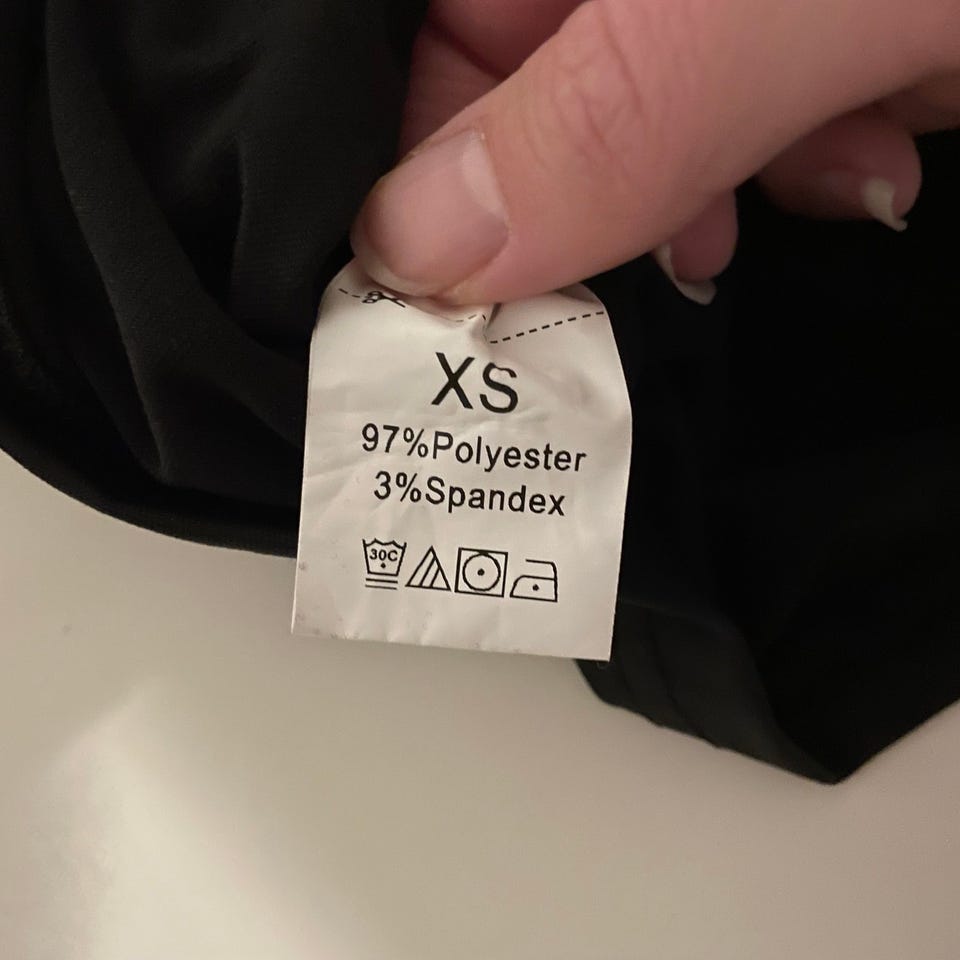 XS
97%Polyester
3%Spandex
30C